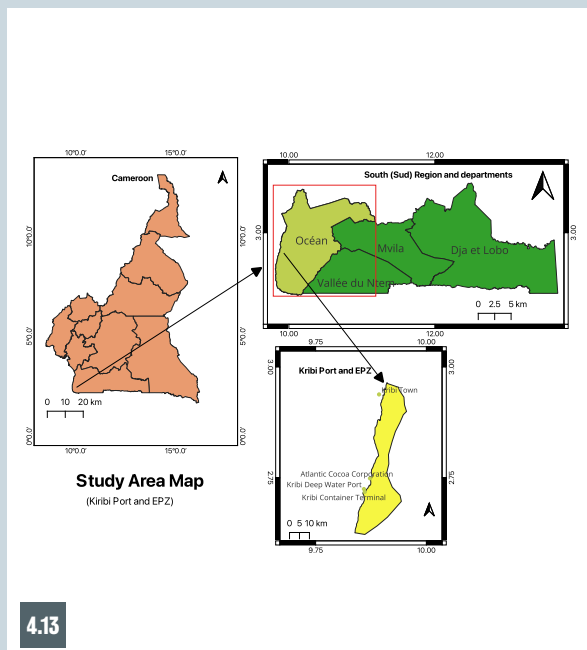 10°0.0'
15°0.0'
Cameroon
10°0.0'
10°0.0'
5°0.0'
5°0.0'
0°0.0'
0°0.0'
0 10 20 km
10°0.0'
15°0.0'
10.00
12.00
South (Sud) Region and departments
3.00
3.00
Océan
Mvila
Dja et Lobo
Vallée du Ntem
0 2.5 5 km
10.00
12.00
9.75
10.00
3.00
3.00
Kribi Port and EPZ
Kribi Town
Atlantic Cocoa Corporation
Kribi Deep Water Port
Kribi Container Terminal
2.75
2.75
0 5 10 km
9.75
10.00
Study Area Map
(Kiribi Port and EPZ)
4.13